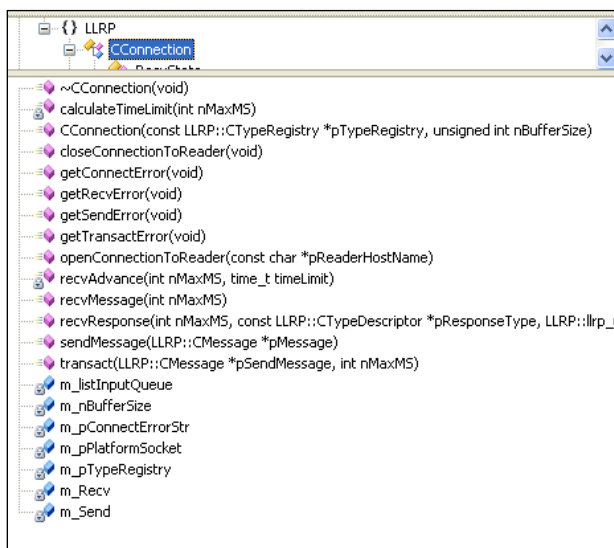 {} LLRP
CConnection
RecvState
~CConnection(void)
calculateTimeLimit(int nMaxMS)
CConnection(const LLRP::CTypeRegistry *pTypeRegistry, unsigned int nBufferSize)
closeConnectionToReader(void)
getConnectError(void)
getRecvError(void)
getSendError(void)
getTransactError(void)
openConnectionToReader(const char *pReaderHostName)
recvAdvance(int nMaxMS, time_t timeLimit)
recvMessage(int nMaxMS)
recvResponse(int nMaxMS, const LLRP::CTypeDescriptor *pResponseType, LLRP::llrp_
sendMessage(LLRP::CMessage *pMessage)
transact(LLRP::CMessage *pSendMessage, int nMaxMS)
m_listInputQueue
m_nBufferSize
m_pConnectErrorStr
m_pPlatformSocket
m_pTypeRegistry
m_Recv
m_Send